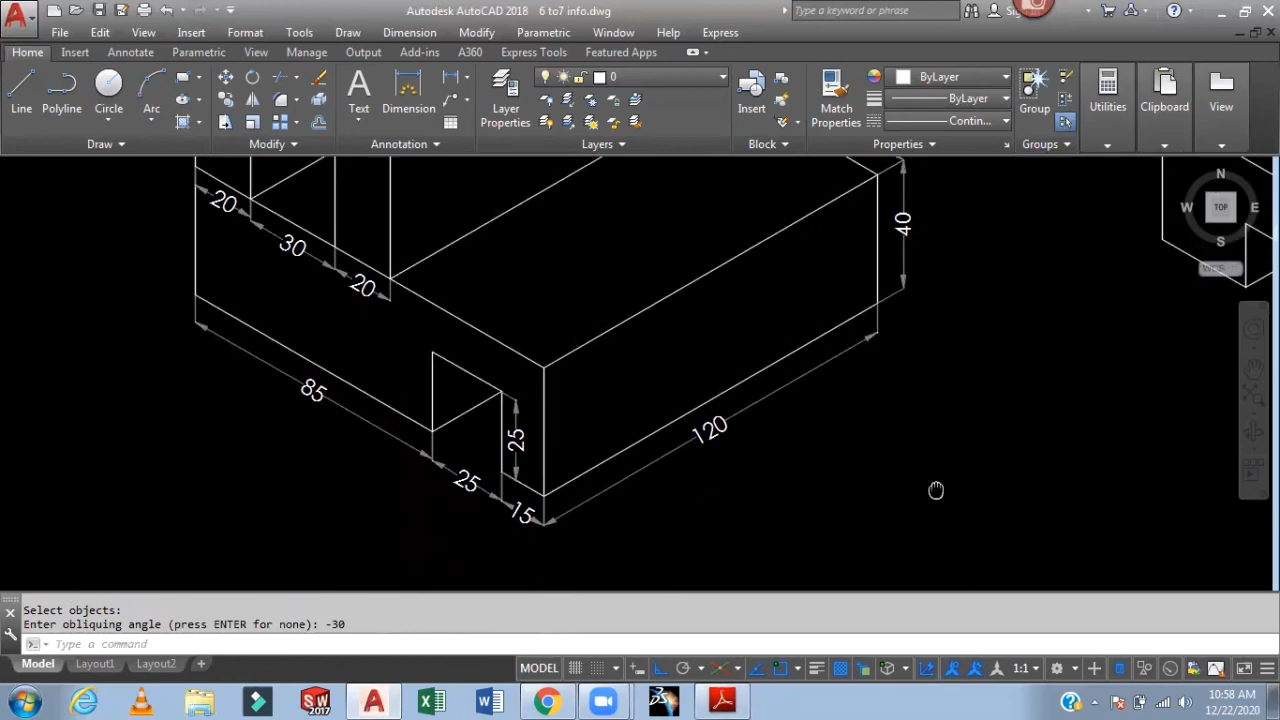 Autodesk AutoCAD 2018 6 to7 info.dwg
Type a keyword or phrase
File Edit View Insert Format Tools Draw Dimension Modify Parametric Window Help Express
Home Insert Annotate Parametric View Manage Output Add-ins A360 Express Tools Featured Apps
Line Polyline Circle Arc
Text Dimension
Layer Properties
0
Insert
Match Properties
ByLayer
ByLayer
Contin...
Group
Utilities
Clipboard
View
Draw Modify Annotation Layers Block Properties Groups
N
W TOP E
S
WCS
20
30
20
40
85
25
25
15
120
Select objects:
Enter obliquing angle (press ENTER for none): -30
Type a command
Model Layout1 Layout2 +
MODEL
1:1
SW
2017
10:58 AM
12/22/2020